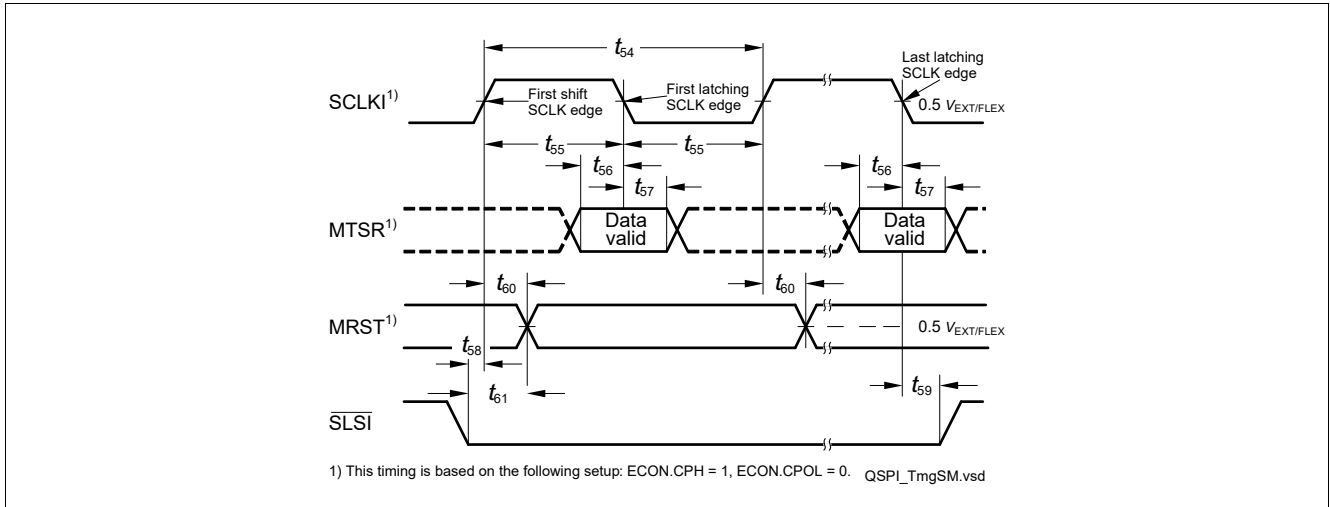 t54
SCLKI1)
First shift
SCLK edge
First latching
SCLK edge
Last latching
SCLK edge
0.5 VEXT/FLEX
t55
t55
t56
t56
t57
t57
MTSR1)
Data
valid
Data
valid
t60
t60
MRST1)
0.5 VEXT/FLEX
t58
t61
t59
SLSI
1) This timing is based on the following setup: ECON.CPH = 1, ECON.CPOL = 0.
QSPI_TmgSM.vsd